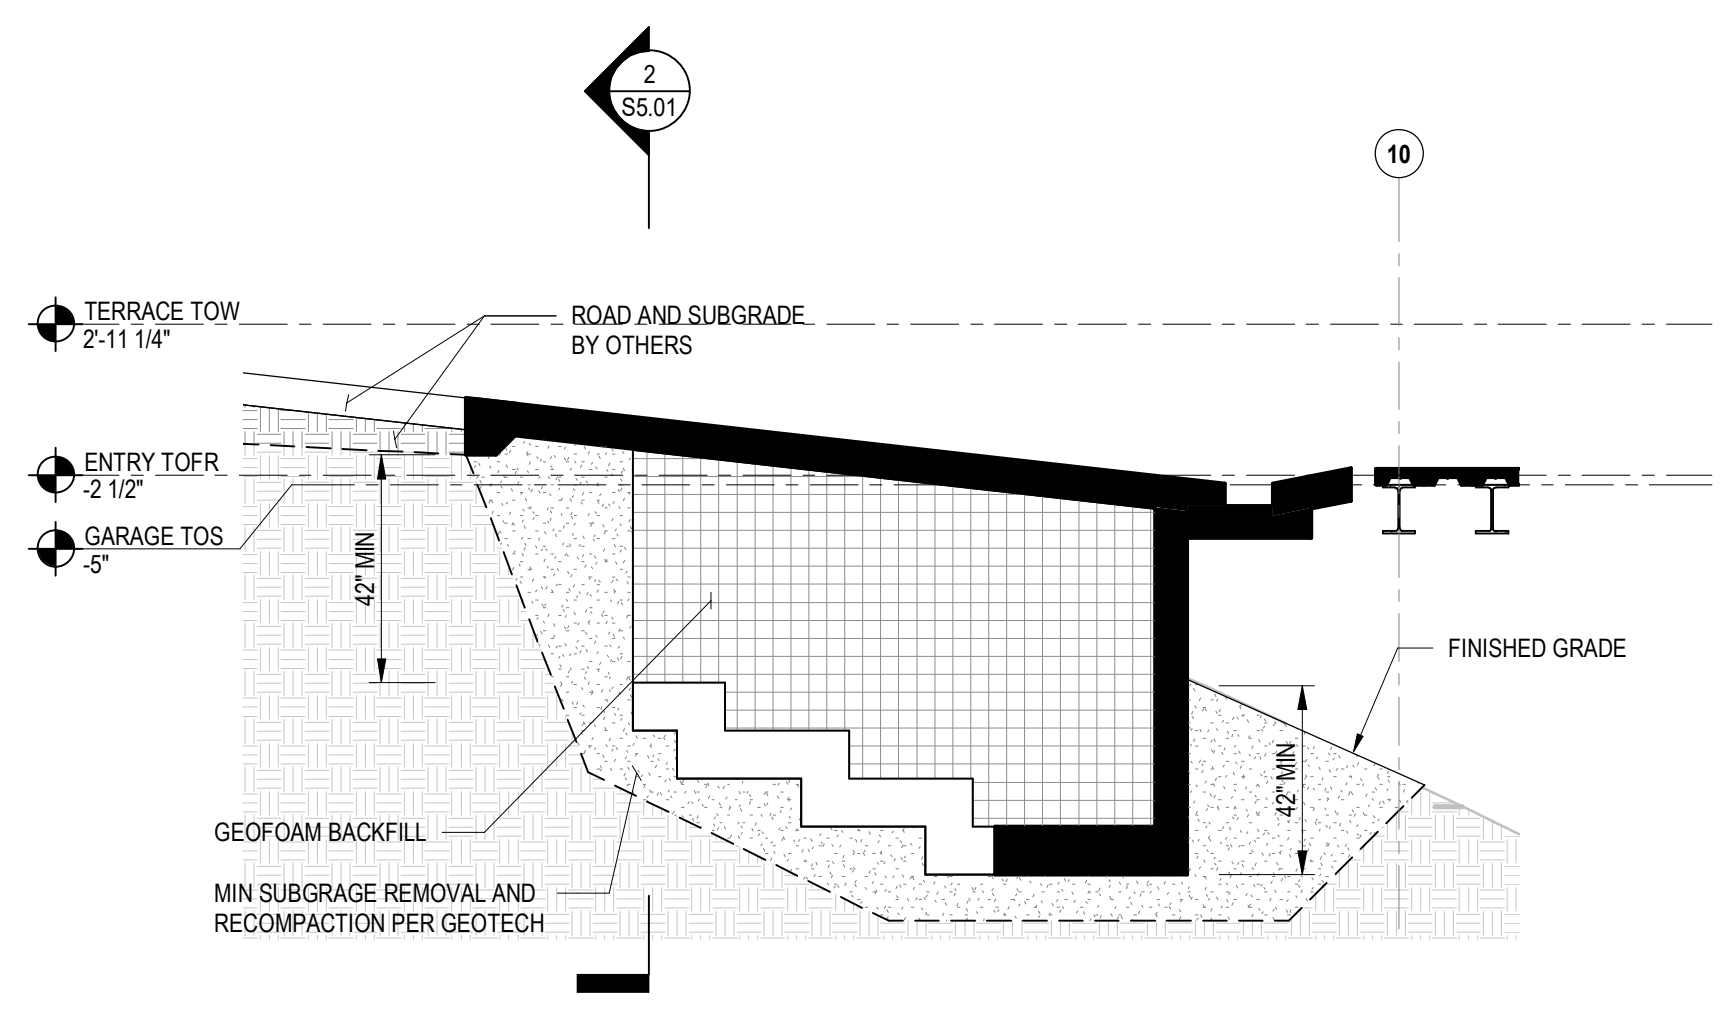 2
S5.01
10
TERRACE TOW
2'-11 1/4"
ROAD AND SUBGRADE
BY OTHERS
ENTRY TOFR
-2 1/2"
GARAGE TOS
-5"
42" MIN
FINISHED GRADE
42" MIN
GEOFOAM BACKFILL
MIN SUBGRAGE REMOVAL AND
RECOMPACTION PER GEOTECH